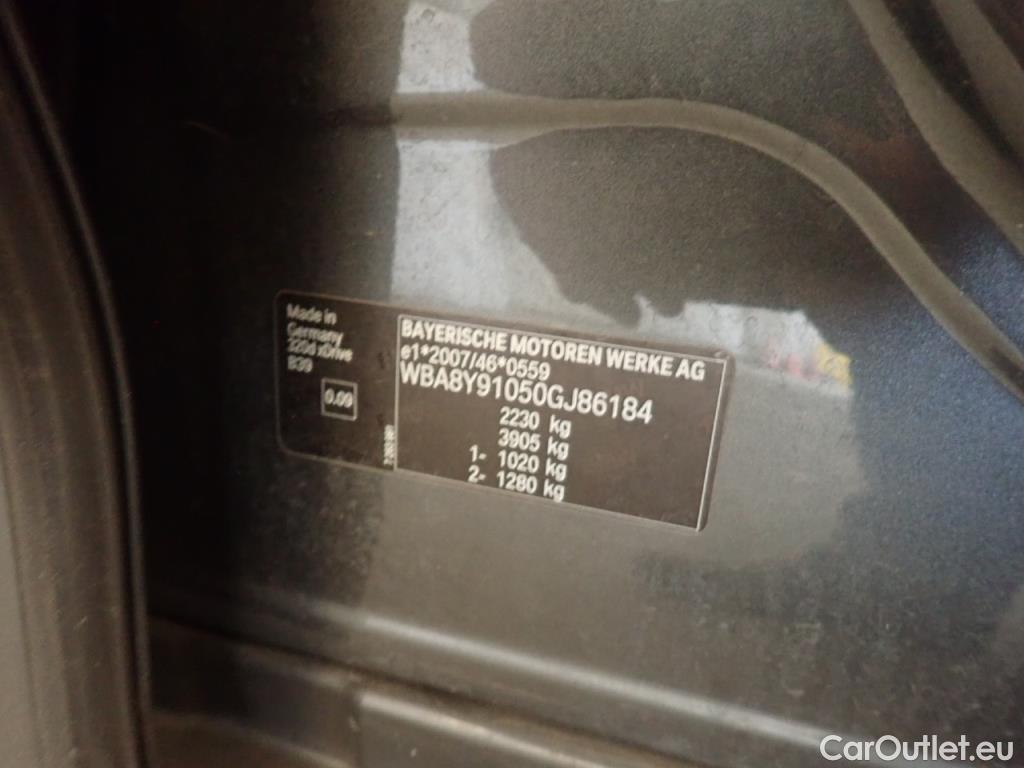 Made in
Germany
320d xDrive
B39
0.09
BAYERISCHE MOTOREN WERKE AG
e1*2007/46*0559
WBA8Y91050GJ86184
2230 kg
3905 kg
1- 1020 kg
2- 1280 kg
CarOutlet.eu